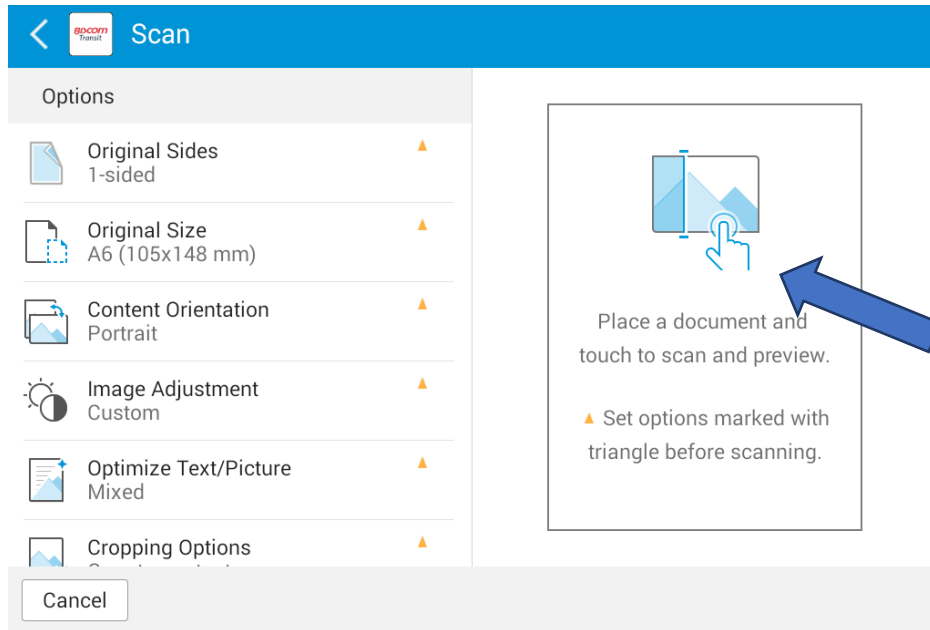 BDCOM
Transit
Scan
Options
Original Sides
1-sided
Original Size
A6 (105x148 mm)
Content Orientation
Portrait
Image Adjustment
Custom
Optimize Text/Picture
Mixed
Cropping Options
Place a document and
touch to scan and preview.
Set options marked with
triangle before scanning.
Cancel